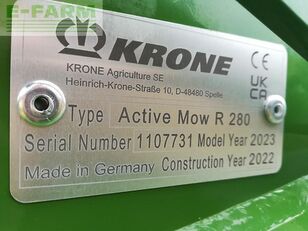 E-FARM
KRONE
KRONE Agriculture SE
Heinrich-Krone-Straße 10, D-48480 Spelle
CE
UK
CA
Type Active Mow R 280
Serial Number 1107731 Model Year 2023
Made in Germany Construction Year 2022